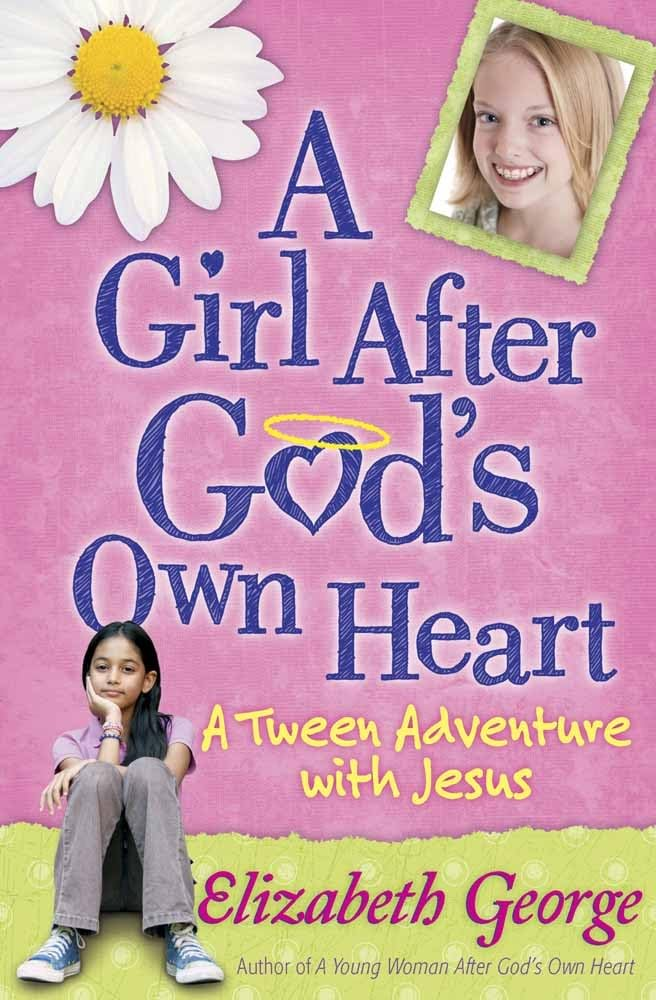 A
Girl After
God's
Own Heart
A Tween Adventure
with Jesus
Elizabeth George
Author of A Young Woman After God's Own Heart